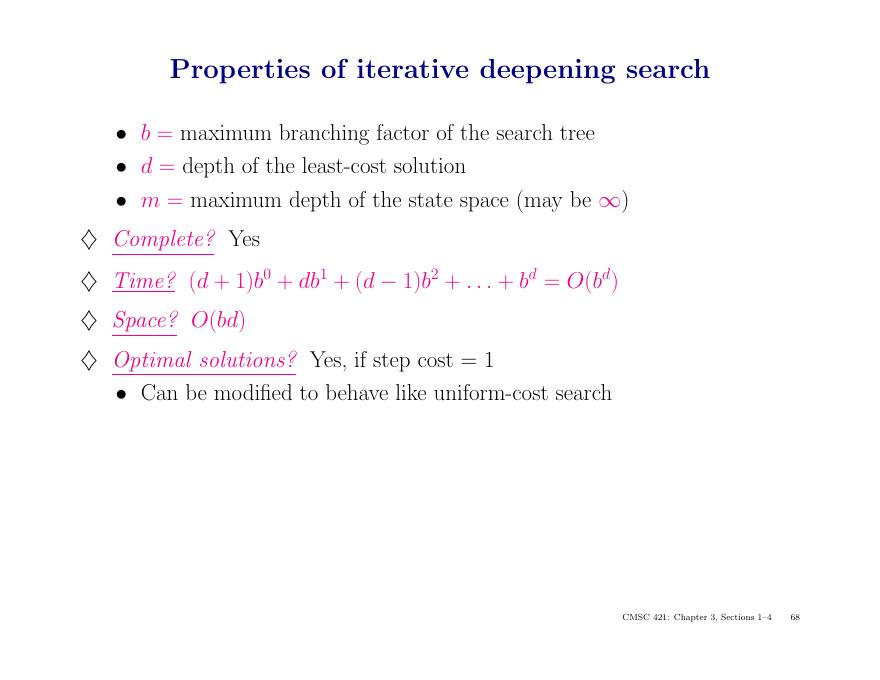 Properties of iterative deepening search
• b = maximum branching factor of the search tree
• d = depth of the least-cost solution
• m = maximum depth of the state space (may be ∞)
♢ Complete? Yes
♢ Time? (d + 1)b⁰ + db¹ + (d − 1)b² + . . . + bᵈ = O(bᵈ)
♢ Space? O(bd)
♢ Optimal solutions? Yes, if step cost = 1
• Can be modified to behave like uniform-cost search
CMSC 421: Chapter 3, Sections 1–4 68